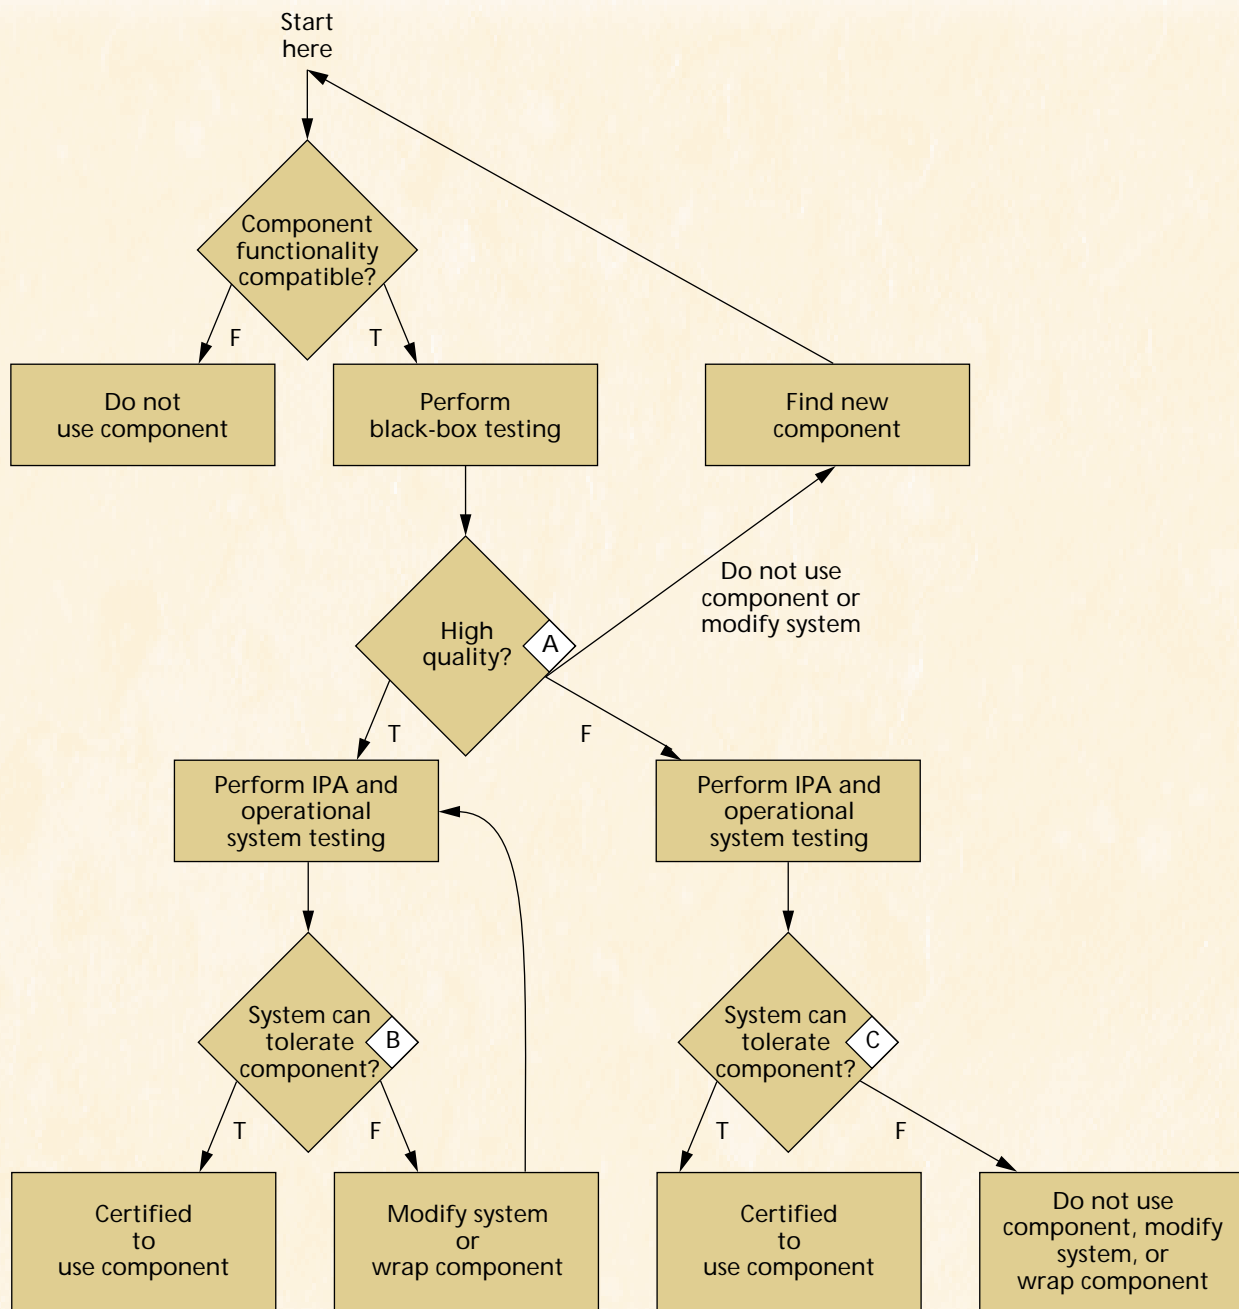 Start
here
Component
functionality
compatible?
F
T
Do not
use component
Perform
black-box testing
Find new
component
Do not use
component or
modify system
High
quality?
A
T
F
Perform IPA and
operational
system testing
Perform IPA and
operational
system testing
System can
tolerate
component?
B
System can
tolerate
component?
C
T
F
T
F
Certified
to
use component
Modify system
or
wrap component
Certified
to
use component
Do not use
component, modify
system, or
wrap component